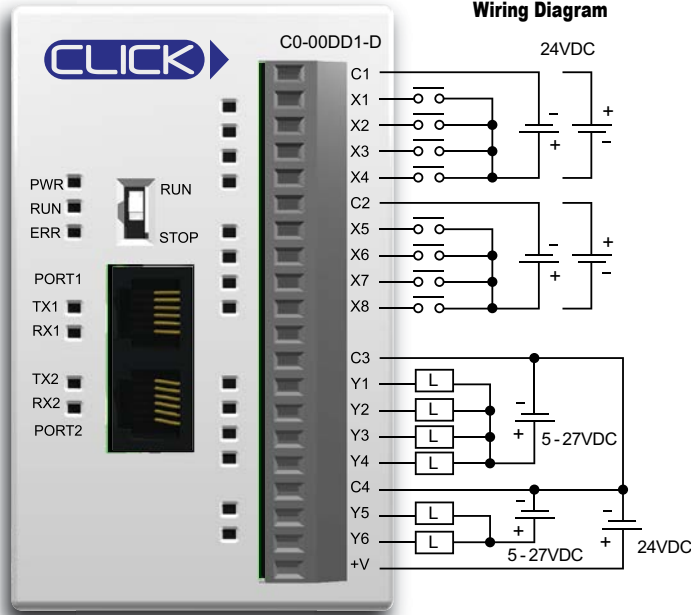 Wiring Diagram
CLICK
C0-00DD1-D
24VDC
C1
X1
X2
X3
X4
C2
X5
X6
X7
X8
C3
Y1
Y2
Y3
Y4
C4
Y5
Y6
+V
PWR
RUN
ERR
RUN
STOP
PORT1
TX1
RX1
TX2
RX2
PORT2
- +
+ -
- +
+ -
L
L
L
L
-
+ 5-27VDC
L
L
-
+
5-27VDC
-
+ 24VDC